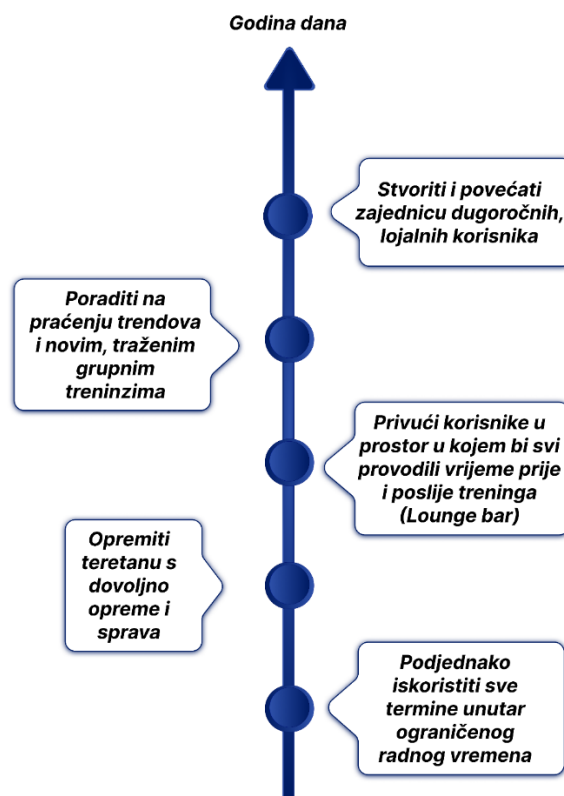 Godina dana
Stvoriti i povećati
zajednicu dugoročnih,
lojalnih korisnika
Poraditi na
praćenju trendova
i novim, traženim
grupnim
treninzima
Privući korisnike u
prostor u kojem bi svi
provodili vrijeme prije
i poslije treninga
(Lounge bar)
Opremiti
teretanu s
dovoljno
opreme i
sprava
Podjednako
iskoristiti sve
termine unutar
ograničenog
radnog vremena